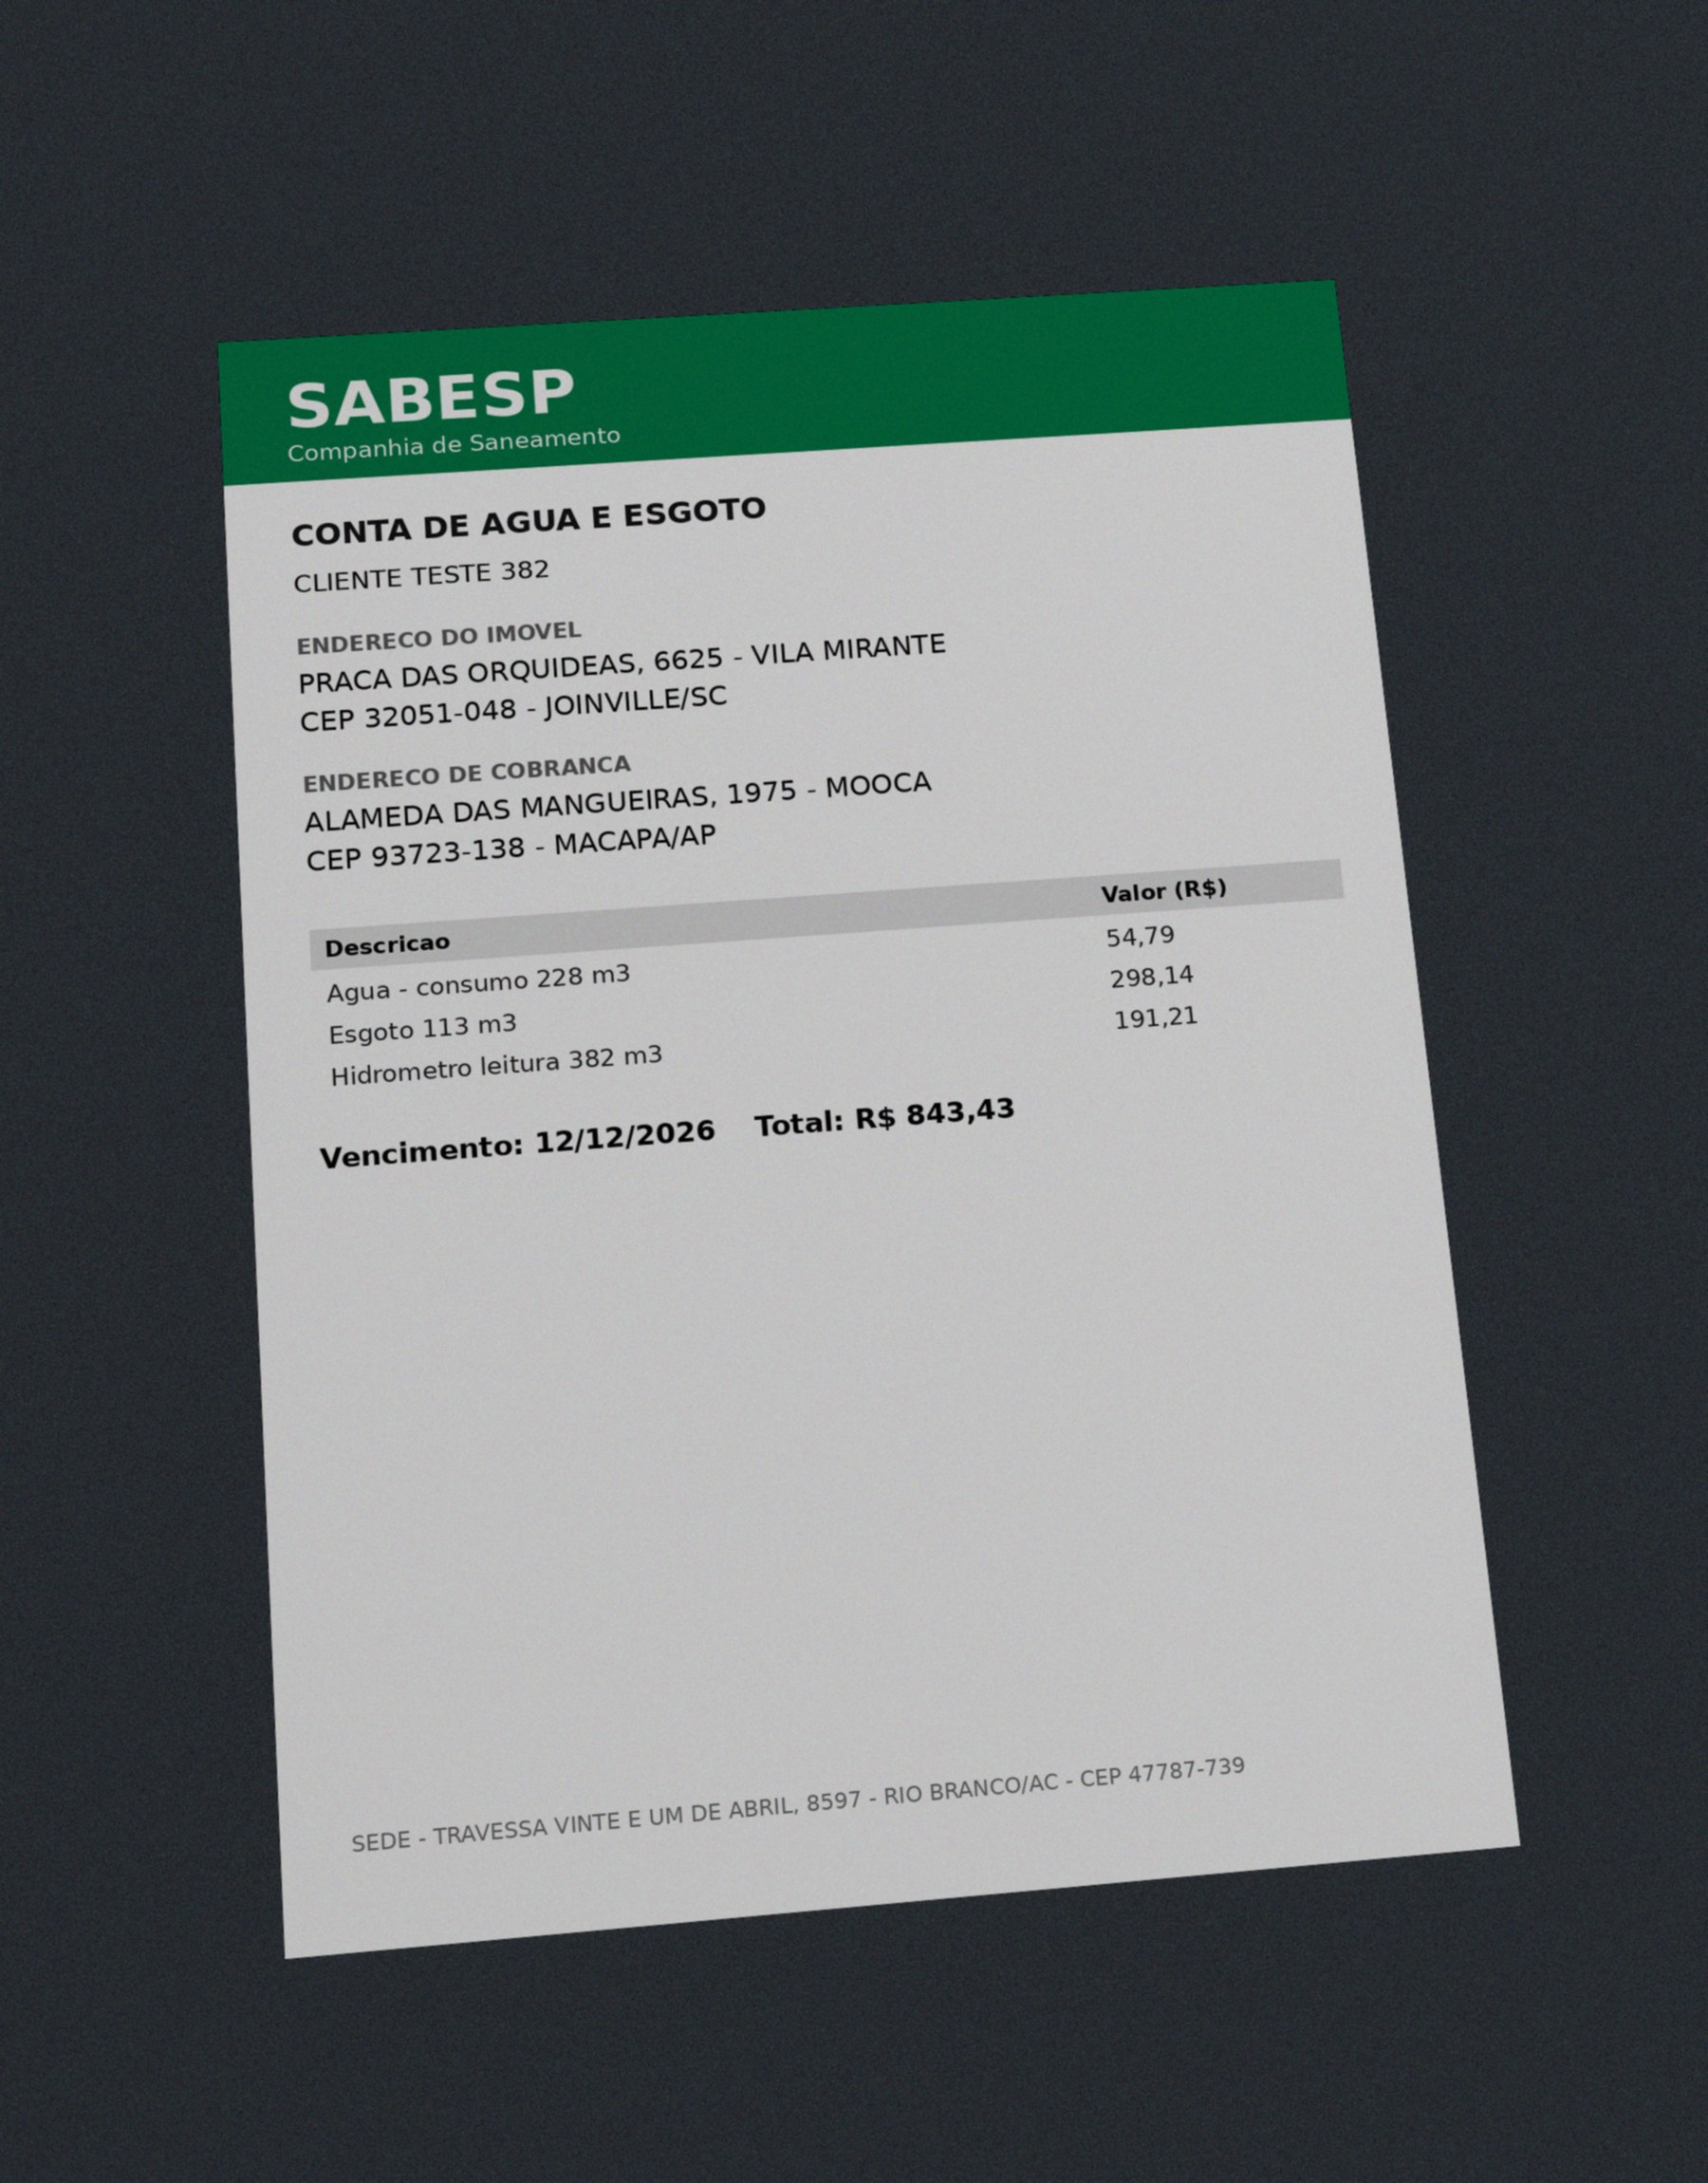 SABESP
Companhia de Saneamento
CONTA DE AGUA E ESGOTO
CLIENTE TESTE 382
ENDERECO DO IMOVEL
PRACA DAS ORQUIDEAS, 6625 - VILA MIRANTE
CEP 32051-048 - JOINVILLE/SC
ENDERECO DE COBRANCA
ALAMEDA DAS MANGUEIRAS, 1975 - MOOCA
CEP 93723-138 - MACAPA/AP
Descricao Valor (R$)
Agua - consumo 228 m3 54,79
Esgoto 113 m3 298,14
Hidrometro leitura 382 m3 191,21
Vencimento: 12/12/2026 Total: R$ 843,43
SEDE - TRAVESSA VINTE E UM DE ABRIL, 8597 - RIO BRANCO/AC - CEP 47787-739